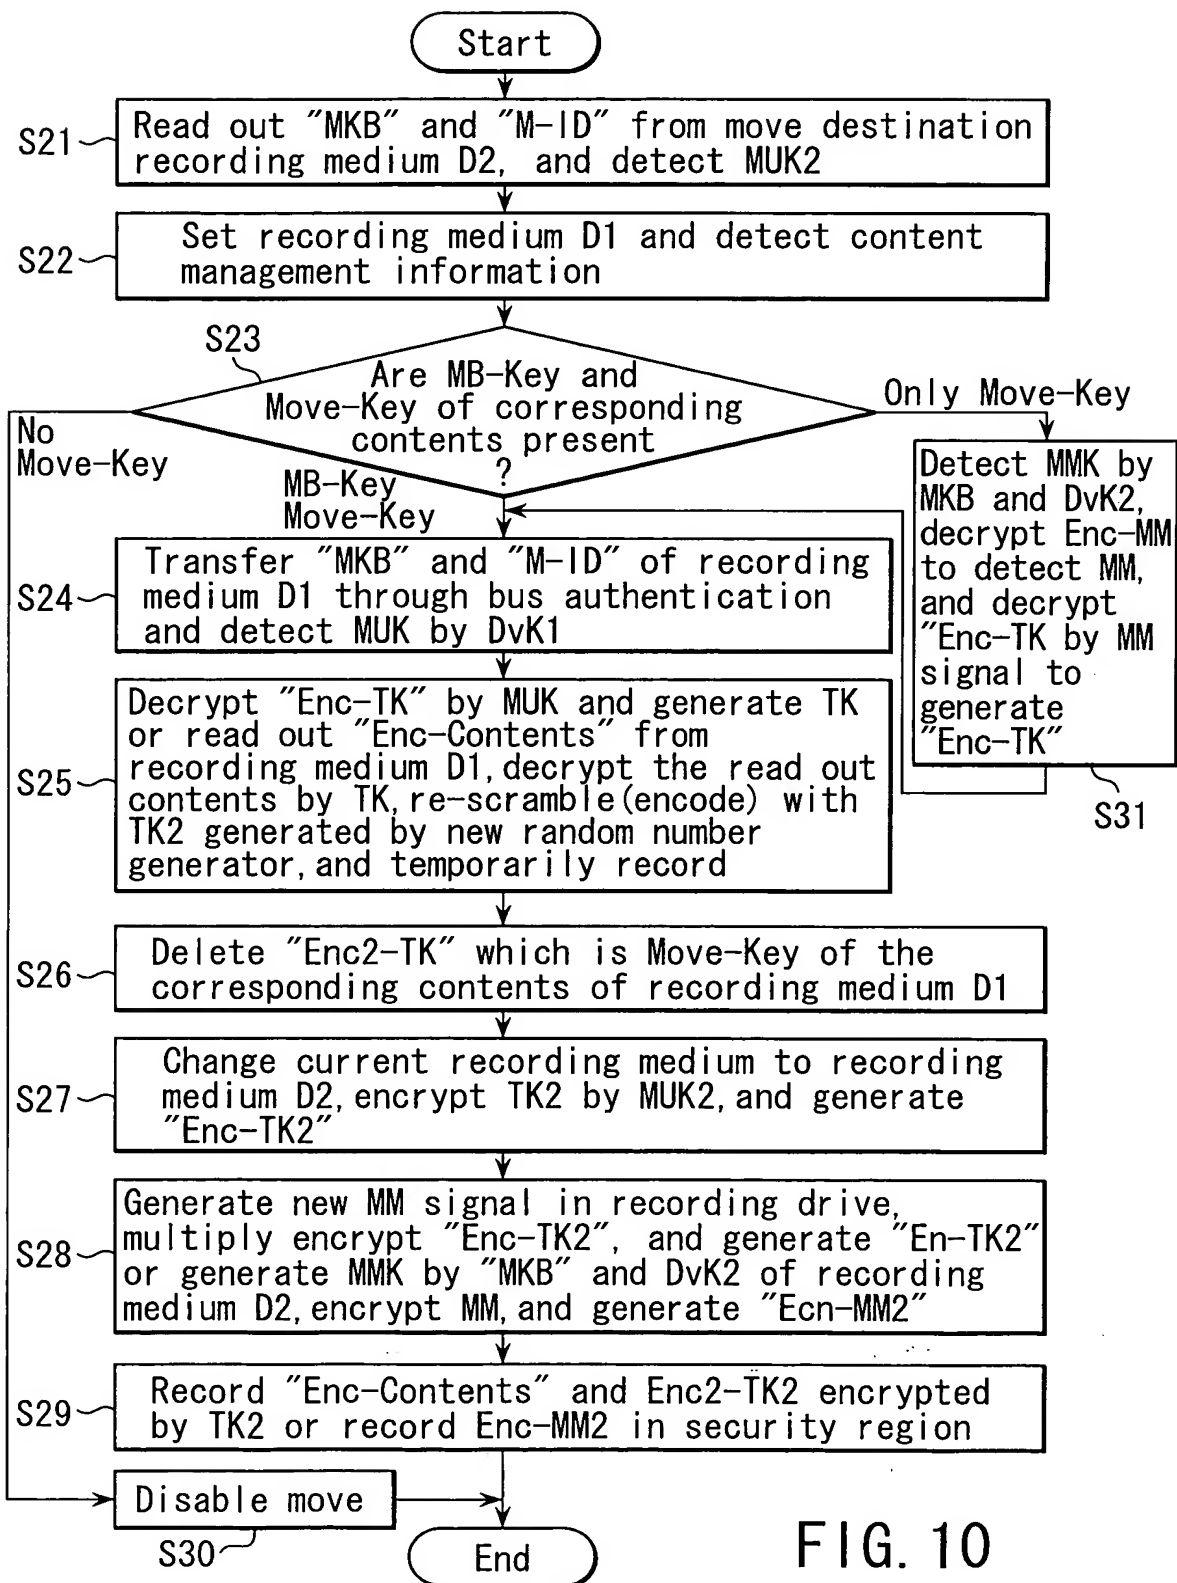 Start
S21
Read out "MKB" and "M-ID" from move destination
recording medium D2, and detect MUK2
S22
Set recording medium D1 and detect content
management information
S23
Are MB-Key and
Move-Key of corresponding
contents present
?
No
Move-Key
MB-Key
Move-Key
Only Move-Key
Detect MMK by
MKB and DvK2,
decrypt Enc-MM
to detect MM,
and decrypt
"Enc-TK by MM
signal to
generate
"Enc-TK"
S31
S24
Transfer "MKB" and "M-ID" of recording
medium D1 through bus authentication
and detect MUK by DvK1
S25
Decrypt "Enc-TK" by MUK and generate TK
or read out "Enc-Contents" from
recording medium D1, decrypt the read out
contents by TK, re-scramble(encode) with
TK2 generated by new random number
generator, and temporarily record
S26
Delete "Enc2-TK" which is Move-Key of the
corresponding contents of recording medium D1
S27
Change current recording medium to recording
medium D2, encrypt TK2 by MUK2, and generate
"Enc-TK2"
S28
Generate new MM signal in recording drive,
multiply encrypt "Enc-TK2", and generate "En-TK2"
or generate MMK by "MKB" and DvK2 of recording
medium D2, encrypt MM, and generate "Ecn-MM2"
S29
Record "Enc-Contents" and Enc2-TK2 encrypted
by TK2 or record Enc-MM2 in security region
Disable move
S30
End
FIG. 10